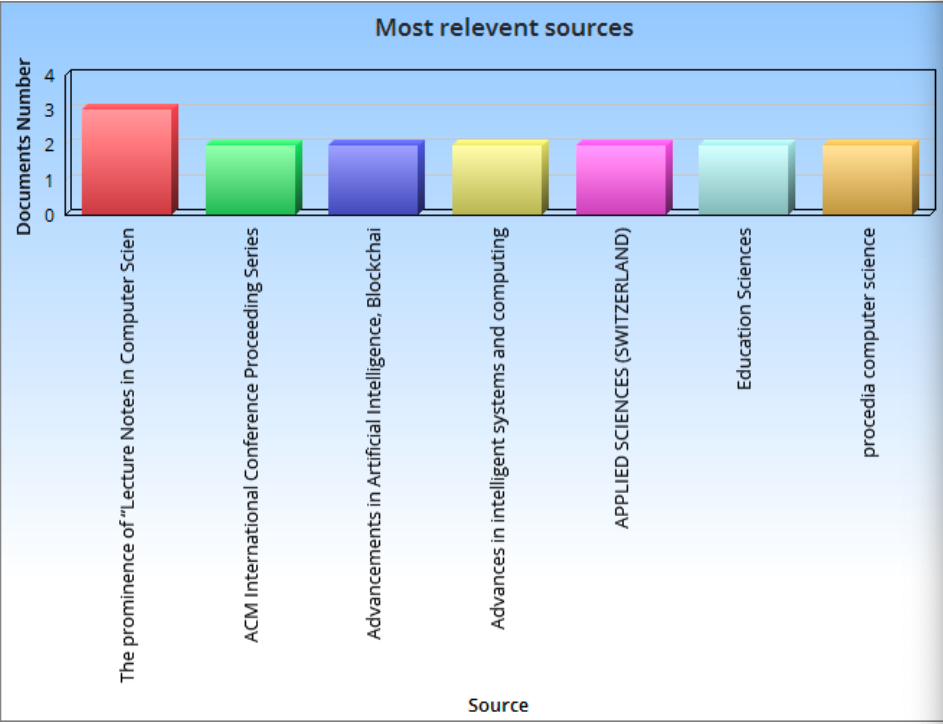 Most relevent sources
Documents Number
4
3
2
1
0
The prominence of “Lecture Notes in Computer Scien
ACM International Conference Proceeding Series
Advancements in Artificial Intelligence, Blockchai
Advances in intelligent systems and computing
APPLIED SCIENCES (SWITZERLAND)
Education Sciences
procedia computer science
Source